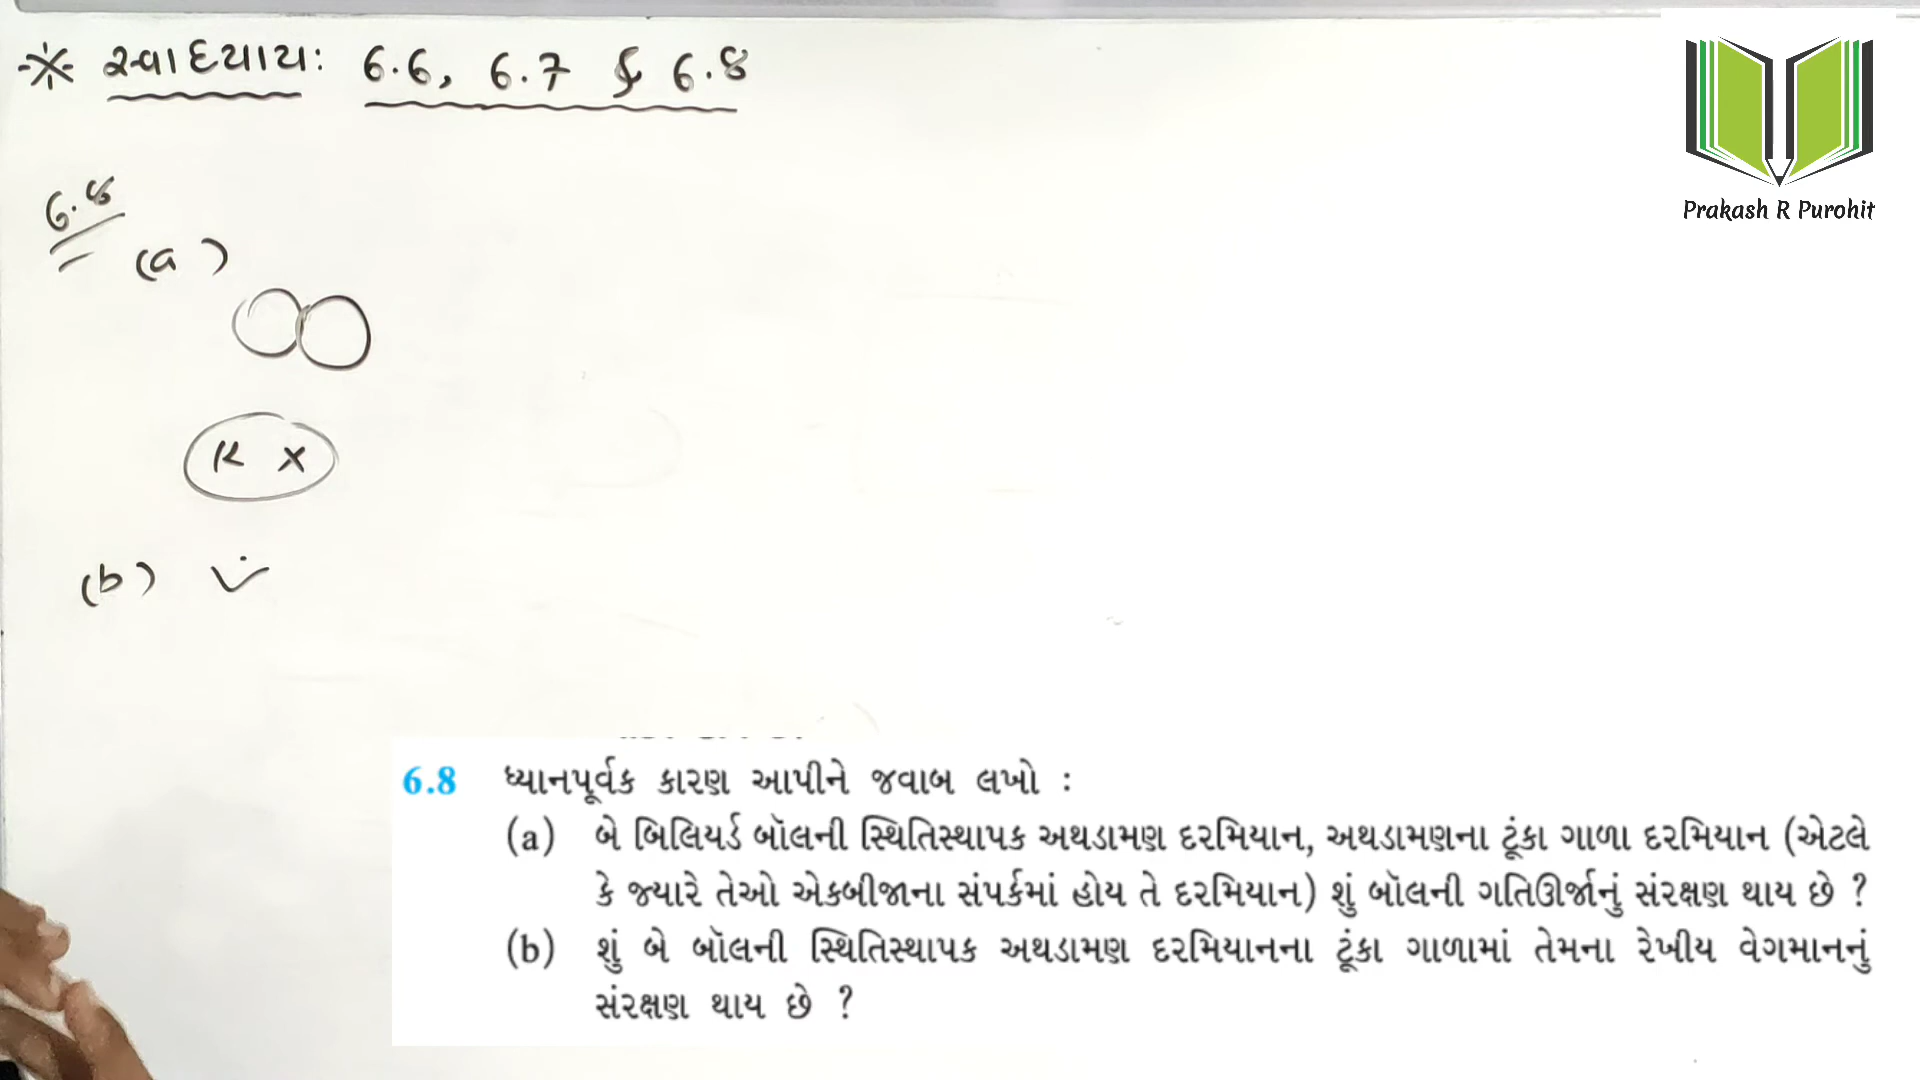 * સ્વાધ્યાય: 6.6, 6.7 & 6.8
Prakash R Purohit
6.8
(a)
K x
(b) ✓
6.8 ધ્યાનપૂર્વક કારણ આપીને જવાબ લખો :
(a) બે બિલિયર્ડ બૉલની સ્થિતિસ્થાપક અથડામણ દરમિયાન, અથડામણના ટૂંકા ગાળા દરમિયાન (એટલે
કે જ્યારે તેઓ એકબીજાના સંપર્કમાં હોય તે દરમિયાન) શું બૉલની ગતિઊર્જાનું સંરક્ષણ થાય છે ?
(b) શું બે બૉલની સ્થિતિસ્થાપક અથડામણ દરમિયાનના ટૂંકા ગાળામાં તેમના રેખીય વેગમાનનું
સંરક્ષણ થાય છે ?